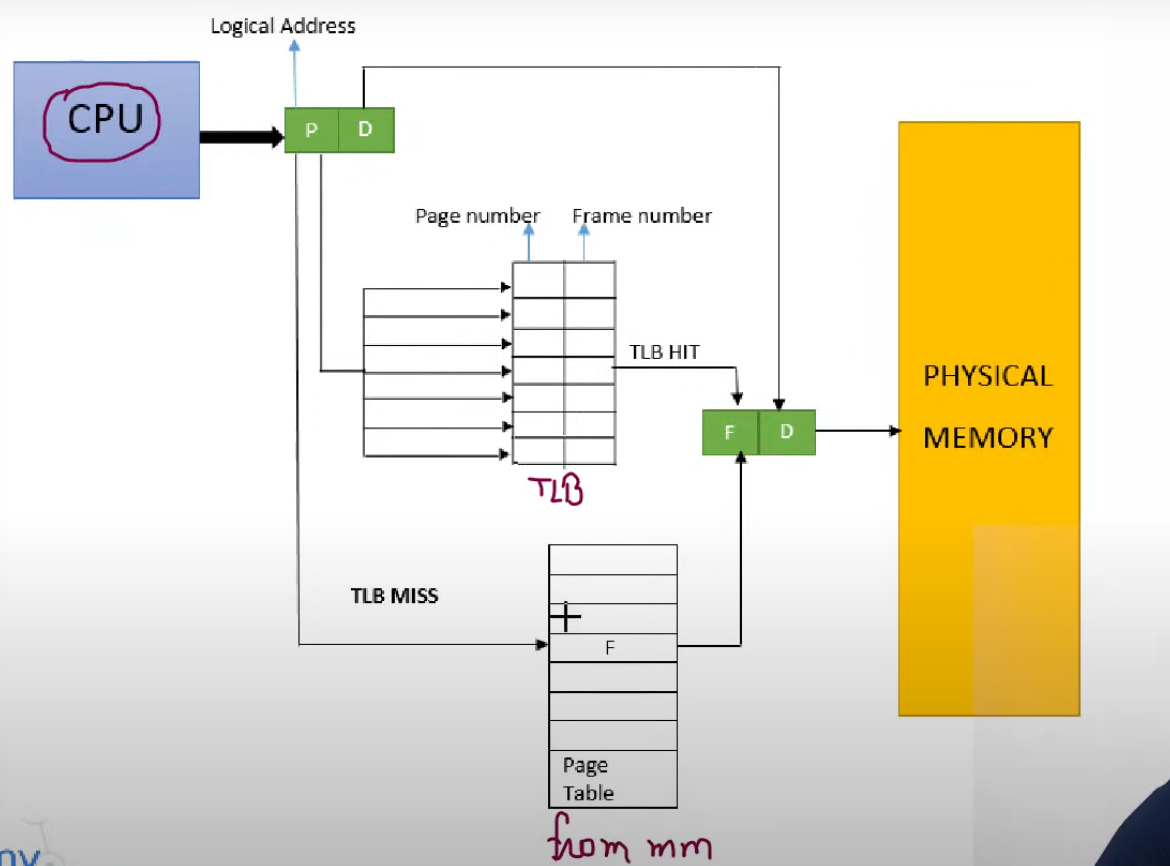 Logical Address
CPU
P D
Page number Frame number
TLB HIT
PHYSICAL
MEMORY
F D
TLB
TLB MISS
F
Page
Table
from mm